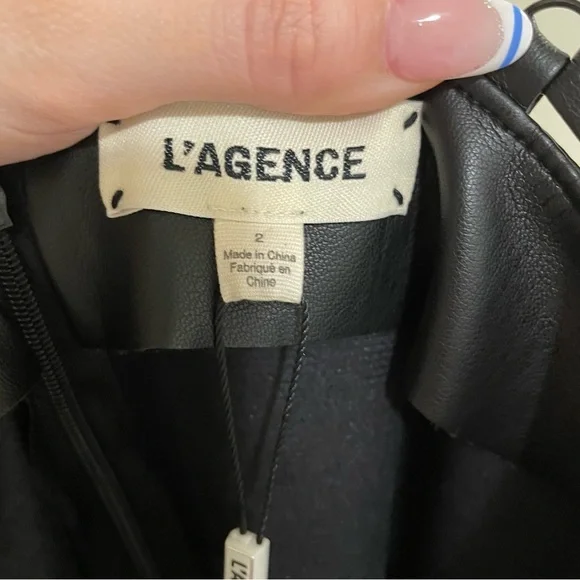 L'AGENCE
2
Made in China
Fabriqué en
Chine
L'A